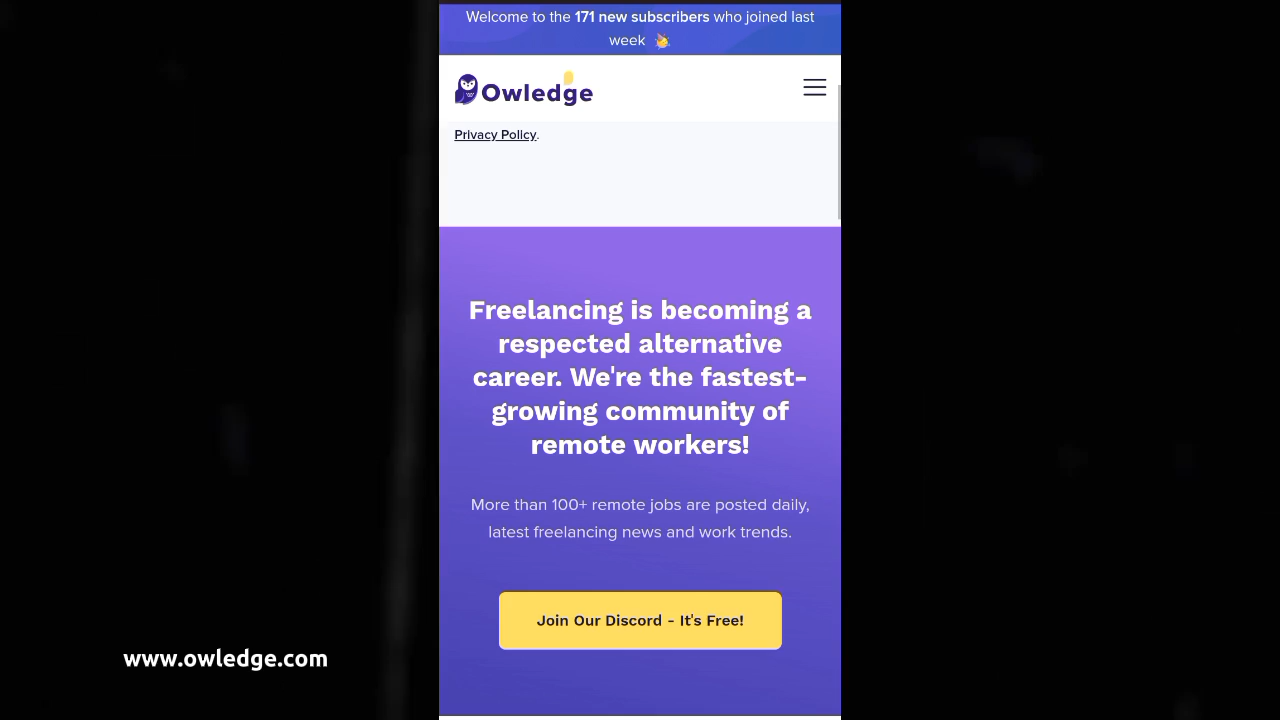 Welcome to the 171 new subscribers who joined last
week
Owledge
Privacy Policy.
Freelancing is becoming a
respected alternative
career. We're the fastest-
growing community of
remote workers!
More than 100+ remote jobs are posted daily,
latest freelancing news and work trends.
Join Our Discord - It's Free!
www.owledge.com